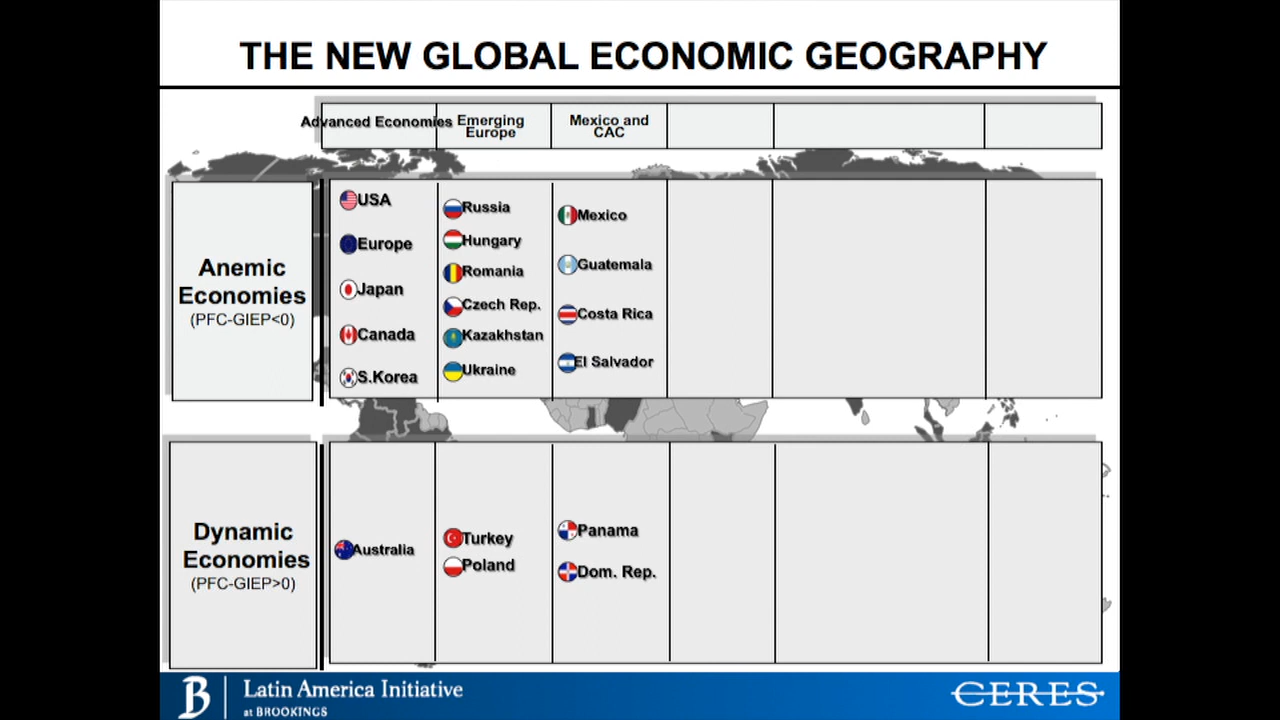 THE NEW GLOBAL ECONOMIC GEOGRAPHY
Advanced Economies
Emerging
Europe
Mexico and
CAC
Anemic
Economies
(PFC-GIEP<0)
USA
Europe
Japan
Canada
S.Korea
Russia
Hungary
Romania
Czech Rep.
Kazakhstan
Ukraine
Mexico
Guatemala
Costa Rica
El Salvador
Dynamic
Economies
(PFC-GIEP>0)
Australia
Turkey
Poland
Panama
Dom. Rep.
B
Latin America Initiative
at BROOKINGS
CERES